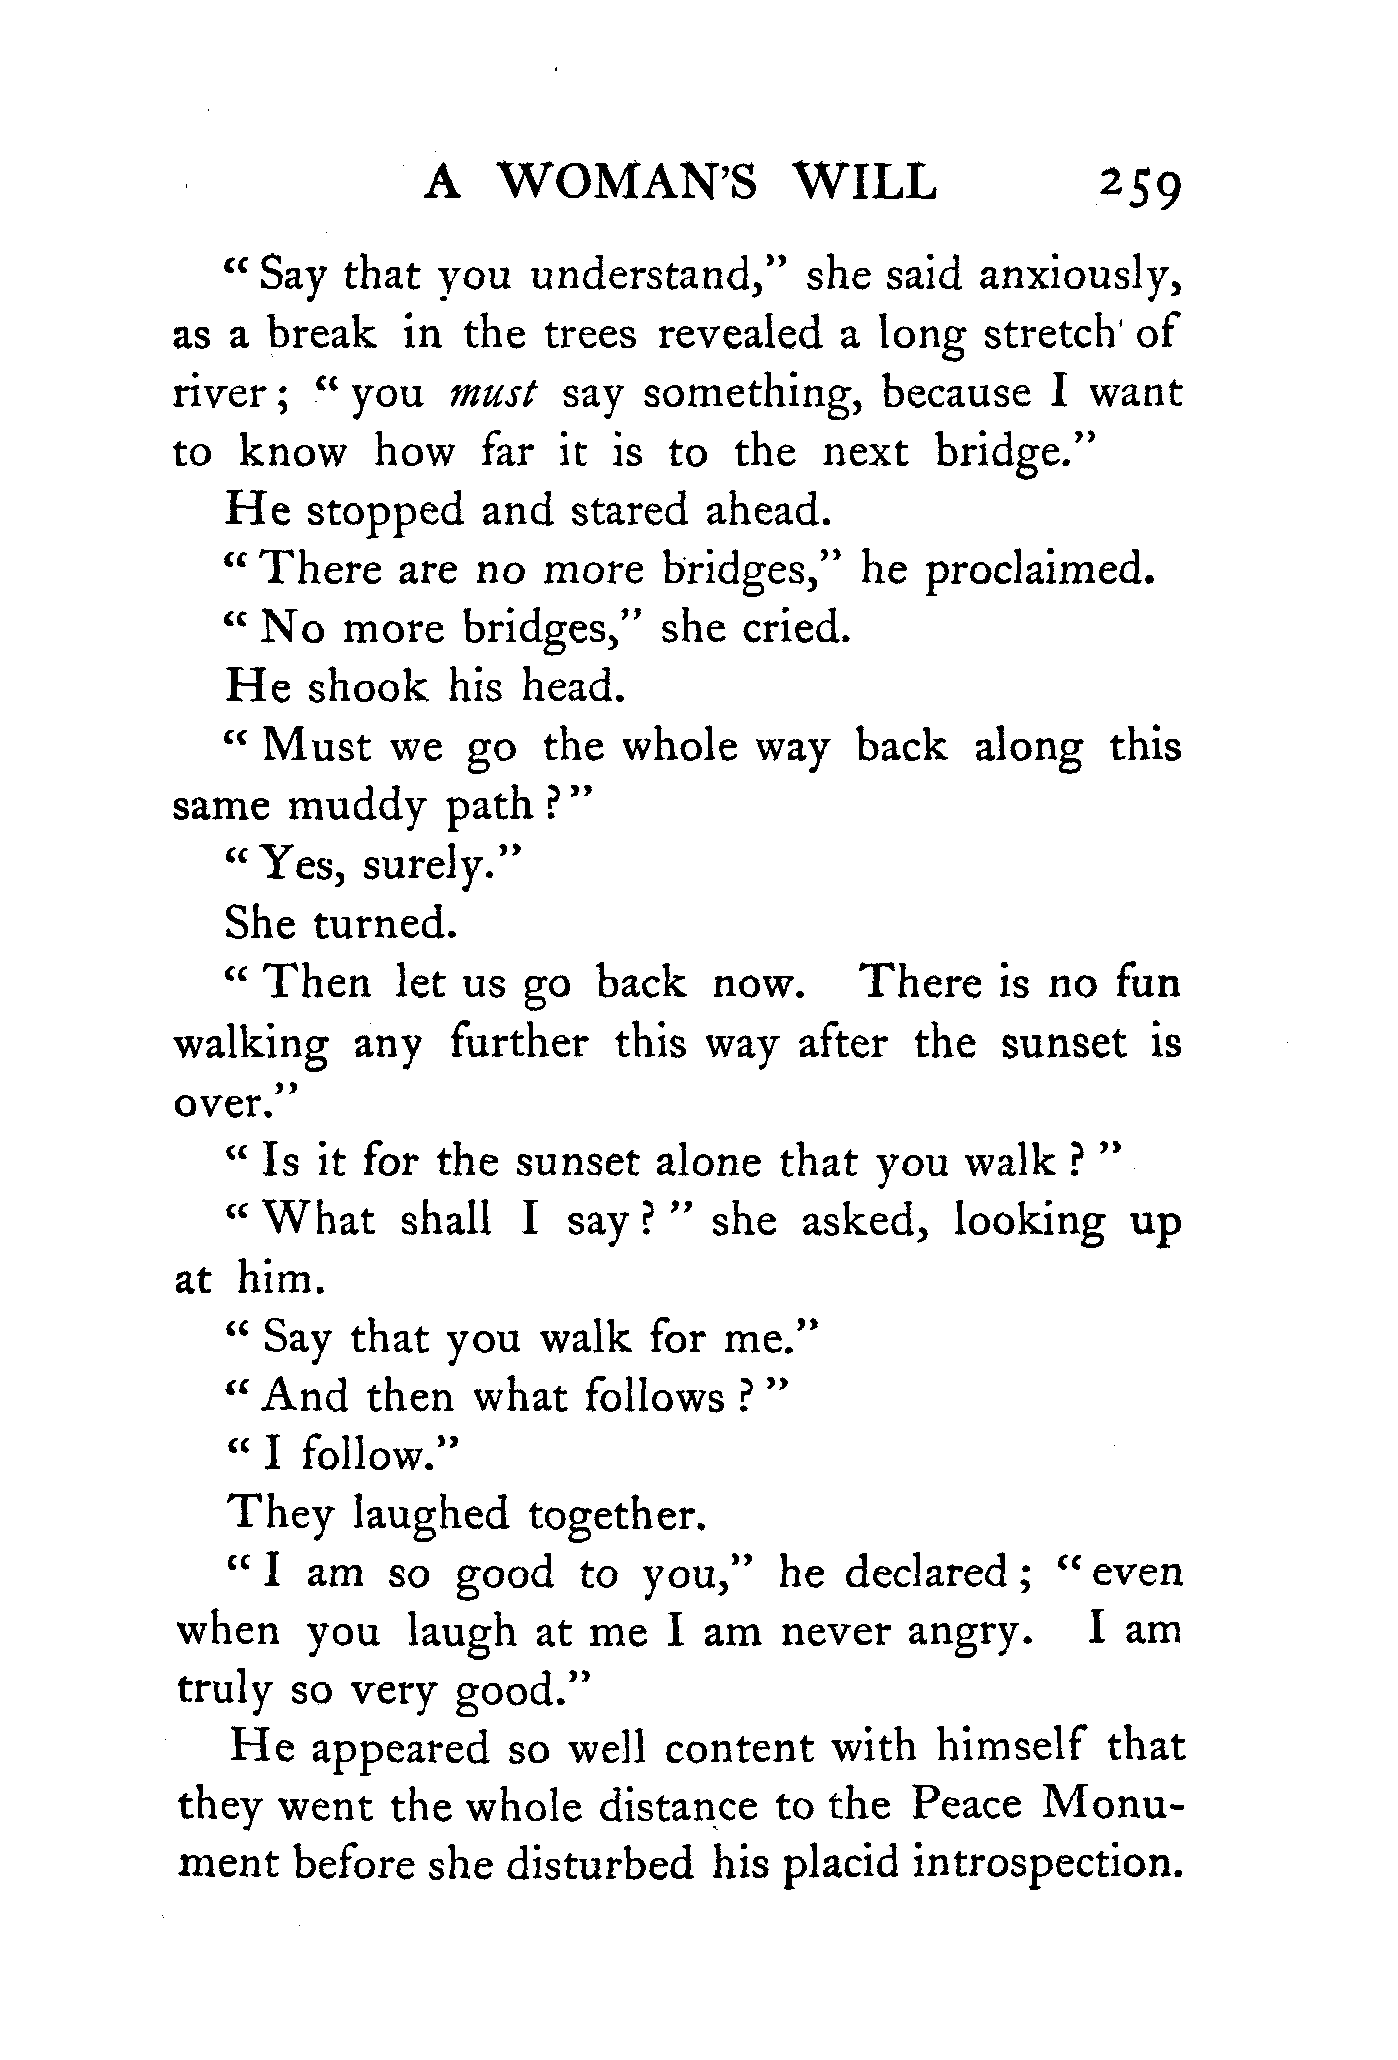 A WOMAN'S WILL 259
“ Say that you understand,” she said anxiously,
as a break in the trees revealed a long stretch of
river ; “ you must say something, because I want
to know how far it is to the next bridge.”
He stopped and stared ahead.
“ There are no more bridges,” he proclaimed.
“ No more bridges,” she cried.
He shook his head.
“ Must we go the whole way back along this
same muddy path ? ”
“ Yes, surely.”
She turned.
“ Then let us go back now. There is no fun
walking any further this way after the sunset is
over.”
“ Is it for the sunset alone that you walk ? ”
“ What shall I say ? ” she asked, looking up
at him.
“ Say that you walk for me.”
“ And then what follows ? ”
“ I follow.”
They laughed together.
“ I am so good to you,” he declared ; “ even
when you laugh at me I am never angry. I am
truly so very good.”
He appeared so well content with himself that
they went the whole distance to the Peace Monu-
ment before she disturbed his placid introspection.